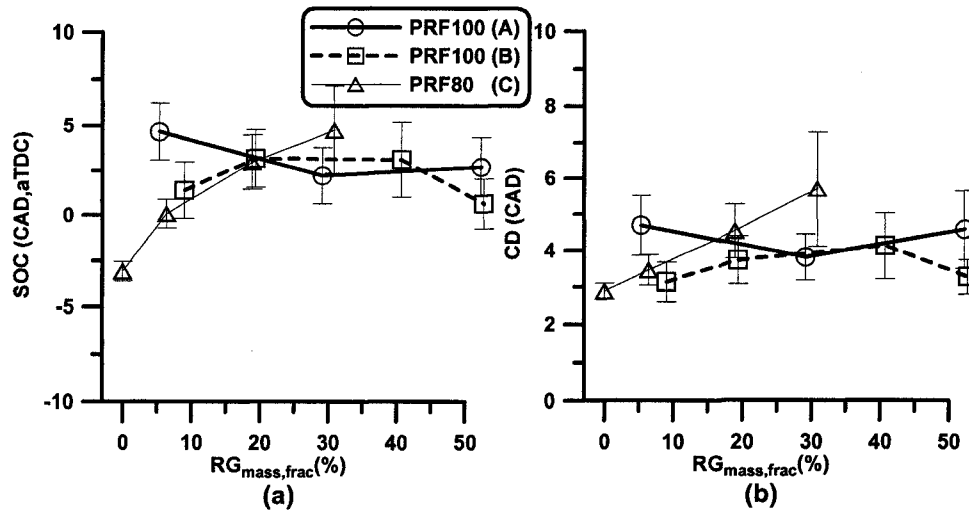 PRF100 (A)
PRF100 (B)
PRF80 (C)
SOC (CAD,aTDC)
10
5
0
-5
-10
0 10 20 30 40 50
RGmass,frac(%)
(a)
CD (CAD)
10
8
6
4
2
0
0 10 20 30 40 50
RGmass,frac(%)
(b)